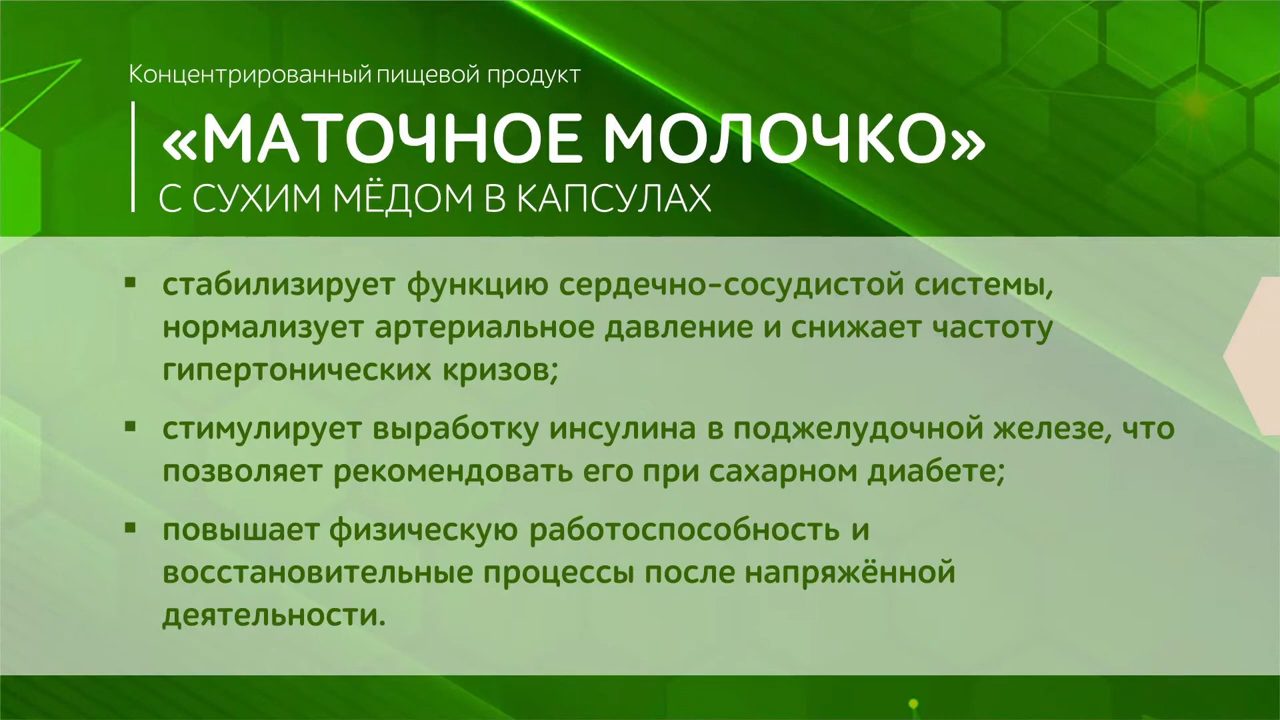 Концентрированный пищевой продукт
«МАТОЧНОЕ МОЛОЧКО»
С СУХИМ МЁДОМ В КАПСУЛАХ
▪ стабилизирует функцию сердечно-сосудистой системы,
нормализует артериальное давление и снижает частоту
гипертонических кризов;
▪ стимулирует выработку инсулина в поджелудочной железе, что
позволяет рекомендовать его при сахарном диабете;
▪ повышает физическую работоспособность и
восстановительные процессы после напряжённой
деятельности.